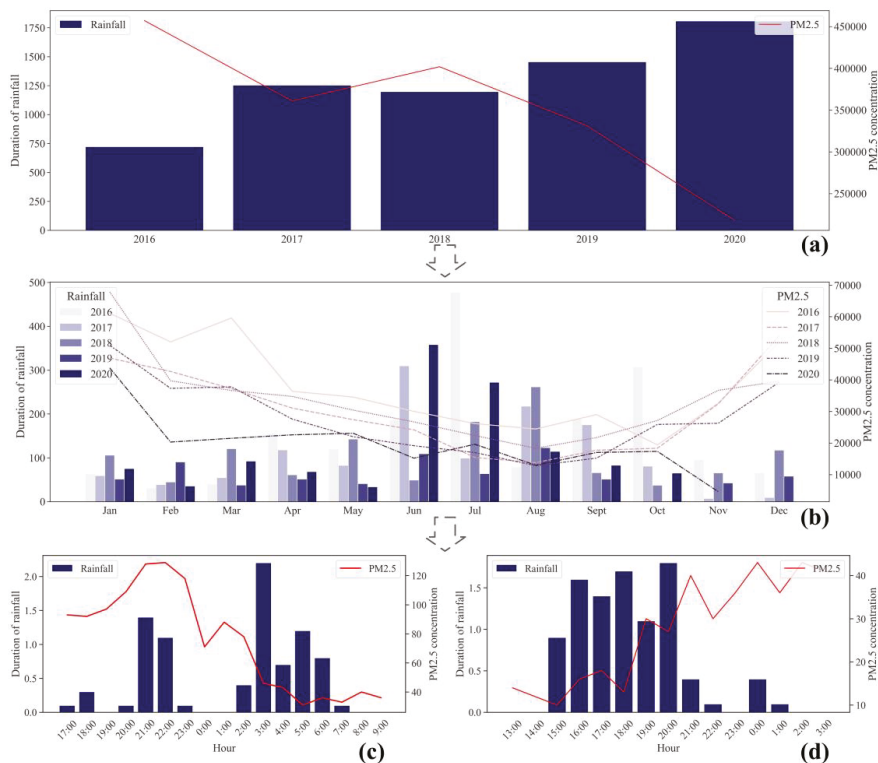 Rainfall
PM2.5
Duration of rainfall
PM2.5 concentration
1750
1500
1250
1000
750
500
250
0
450000
400000
350000
300000
250000
2016 2017 2018 2019 2020
(a)
Rainfall
2016
2017
2018
2019
2020
PM2.5
2016
2017
2018
2019
2020
Duration of rainfall
PM2.5 concentration
500
400
300
200
100
0
70000
60000
50000
40000
30000
20000
10000
Jan Feb Mar Apr May Jun Jul Aug Sept Oct Nov Dec
(b)
Rainfall
PM2.5
Duration of rainfall
PM2.5 concentration
2.0
1.5
1.0
0.5
0.0
120
100
80
60
40
17:00 18:00 19:00 20:00 21:00 22:00 23:00 0:00 1:00 2:00 3:00 4:00 5:00 6:00 7:00 8:00 9:00
Hour
(c)
Rainfall
PM2.5
Duration of rainfall
PM2.5 concentration
1.5
1.0
0.5
0.0
40
30
20
10
13:00 14:00 15:00 16:00 17:00 18:00 19:00 20:00 21:00 22:00 23:00 0:00 1:00 2:00 3:00
Hour
(d)